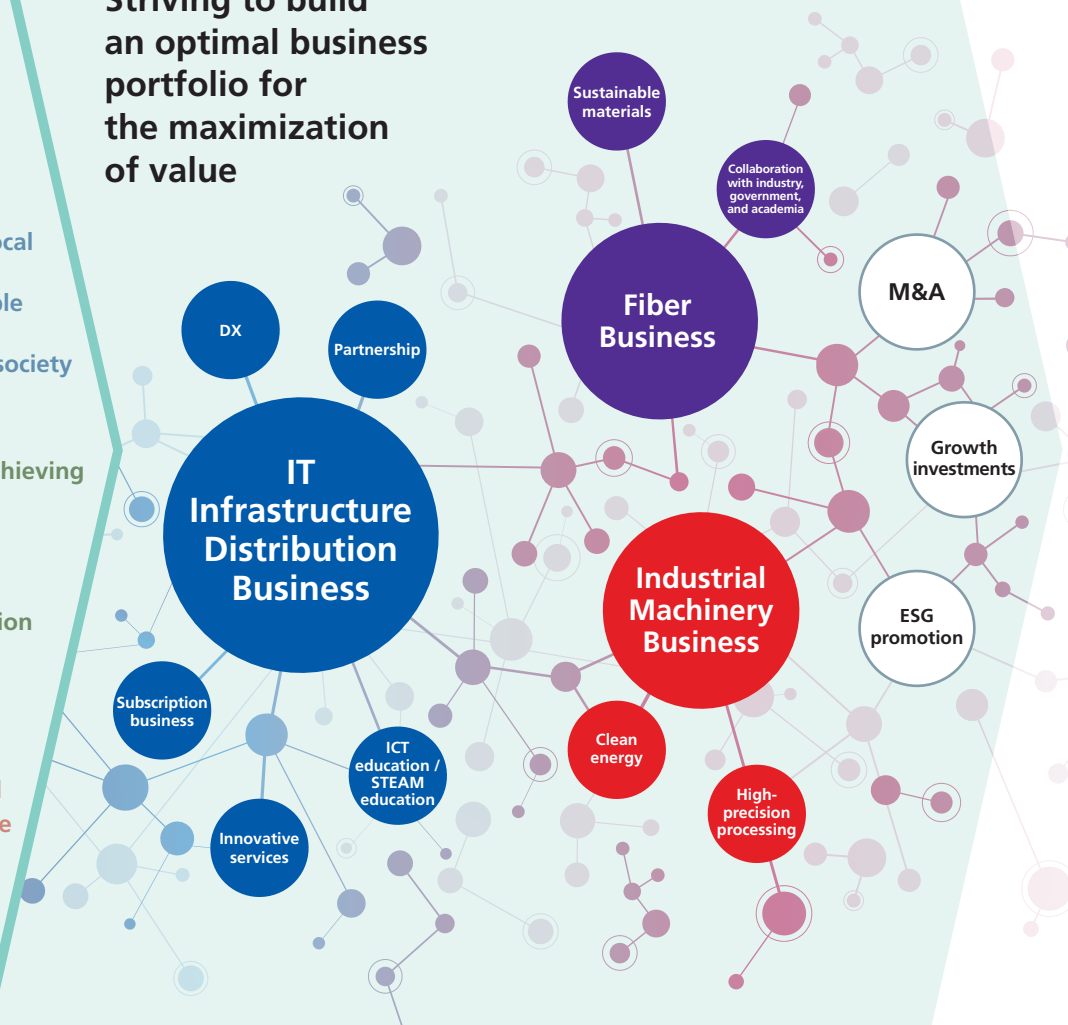 Striving to build
an optimal business
portfolio for
the maximization
of value
society
Sustainable
materials
Collaboration
with industry,
government,
and academia
Fiber
Business
M&A
DX
Partnership
Growth
investments
IT
Infrastructure
Distribution
Business
Industrial
Machinery
Business
ESG
promotion
Subscription
business
Clean
energy
ICT
education /
STEAM
education
High-
precision
processing
Innovative
services